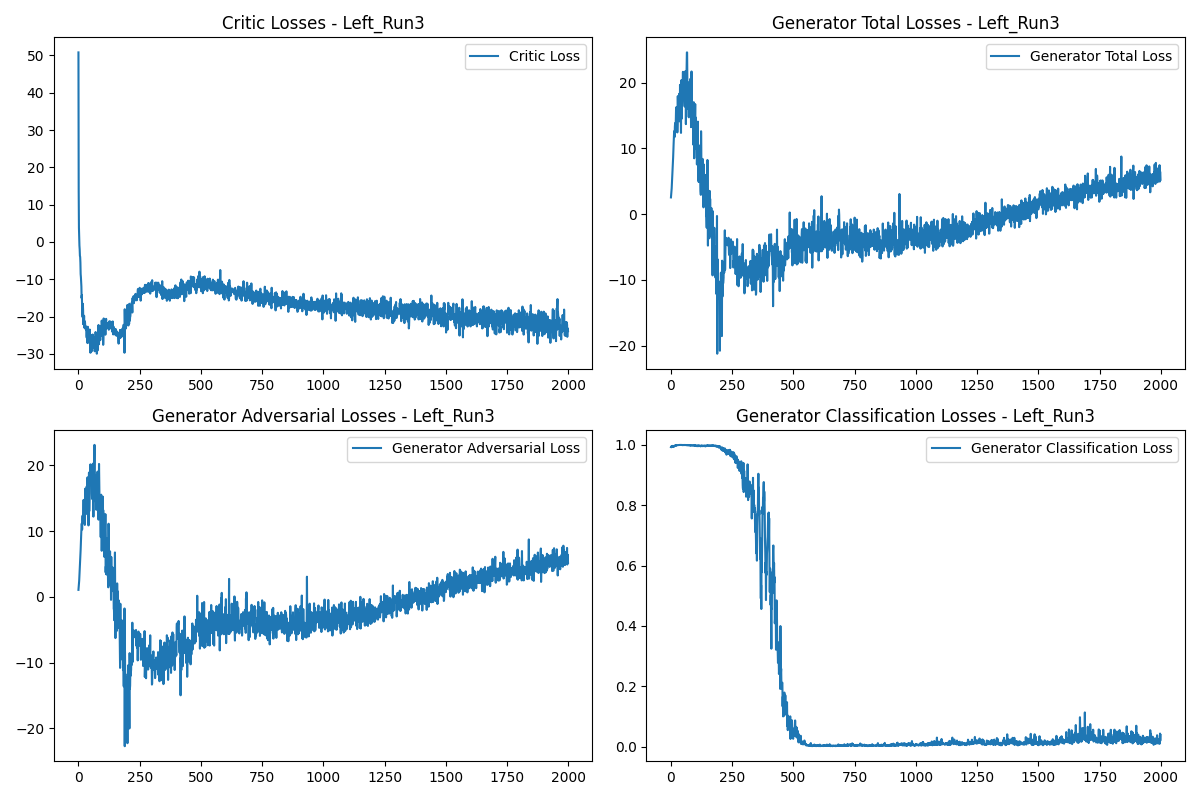 Critic Losses - Left_Run3
Critic Loss
50
40
30
20
10
0
−10
−20
−30
0 250 500 750 1000 1250 1500 1750 2000
Generator Total Losses - Left_Run3
Generator Total Loss
20
10
0
−10
−20
0 250 500 750 1000 1250 1500 1750 2000
Generator Adversarial Losses - Left_Run3
Generator Adversarial Loss
20
10
0
−10
−20
0 250 500 750 1000 1250 1500 1750 2000
Generator Classification Losses - Left_Run3
Generator Classification Loss
1.0
0.8
0.6
0.4
0.2
0.0
0 250 500 750 1000 1250 1500 1750 2000